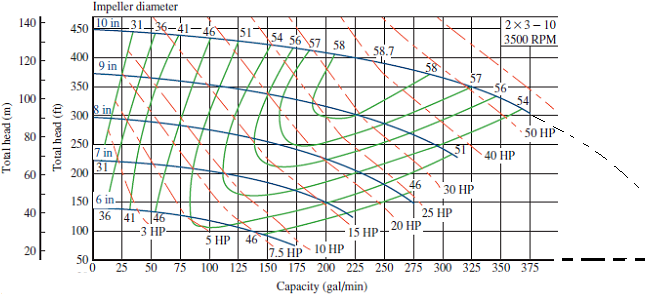 Impeller diameter
2 × 3 – 10
3500 RPM
10 in 31 36 41 46 51 54 56 57 58 58.7 58 57 56 54
9 in
8 in
7 in
31
6 in
36 41 46
46
51
46
50 HP
40 HP
30 HP
25 HP
20 HP
15 HP
10 HP
7.5 HP
5 HP
3 HP
Total head (m)
140
120
100
80
60
40
20
Total head (ft)
450
400
350
300
250
200
150
100
50
0 25 50 75 100 125 150 175 200 225 250 275 300 325 350 375
Capacity (gal/min)